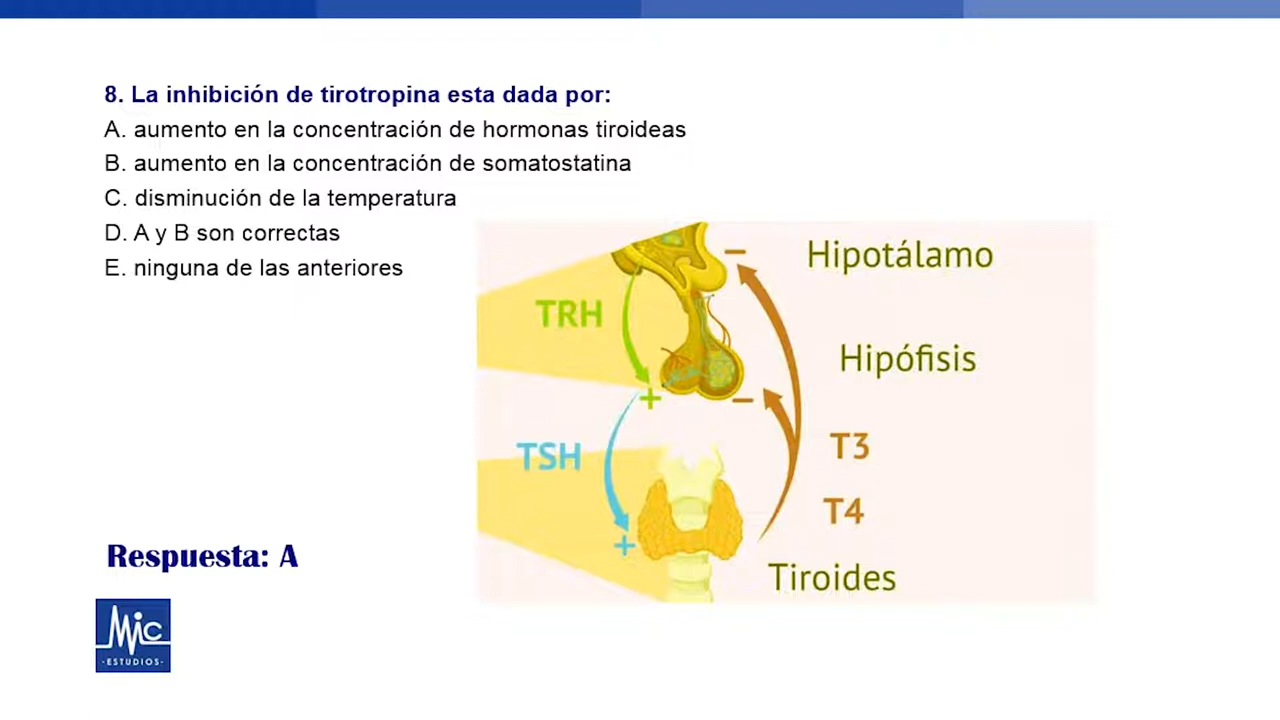 8. La inhibición de tirotropina esta dada por:
A. aumento en la concentración de hormonas tiroideas
B. aumento en la concentración de somatostatina
C. disminución de la temperatura
D. A y B son correctas
E. ninguna de las anteriores
Hipotálamo
TRH
Hipófisis
+
T3
TSH
T4
+
Tiroides
Respuesta: A
Mic
·ESTUDIOS·